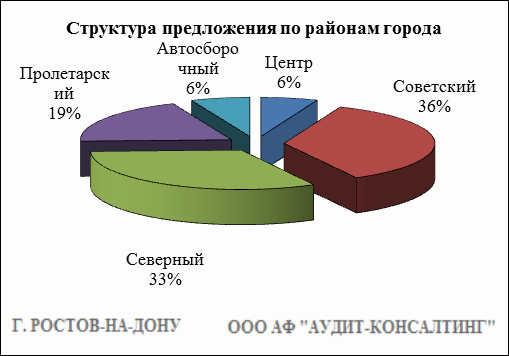 Структура предложения по районам города
Автосборо
чный
6%
Центр
6%
Пролетарск
ий
19%
Советский
36%
Северный
33%
Г. РОСТОВ-НА-ДОНУ
ООО АФ "АУДИТ-КОНСАЛТИНГ"